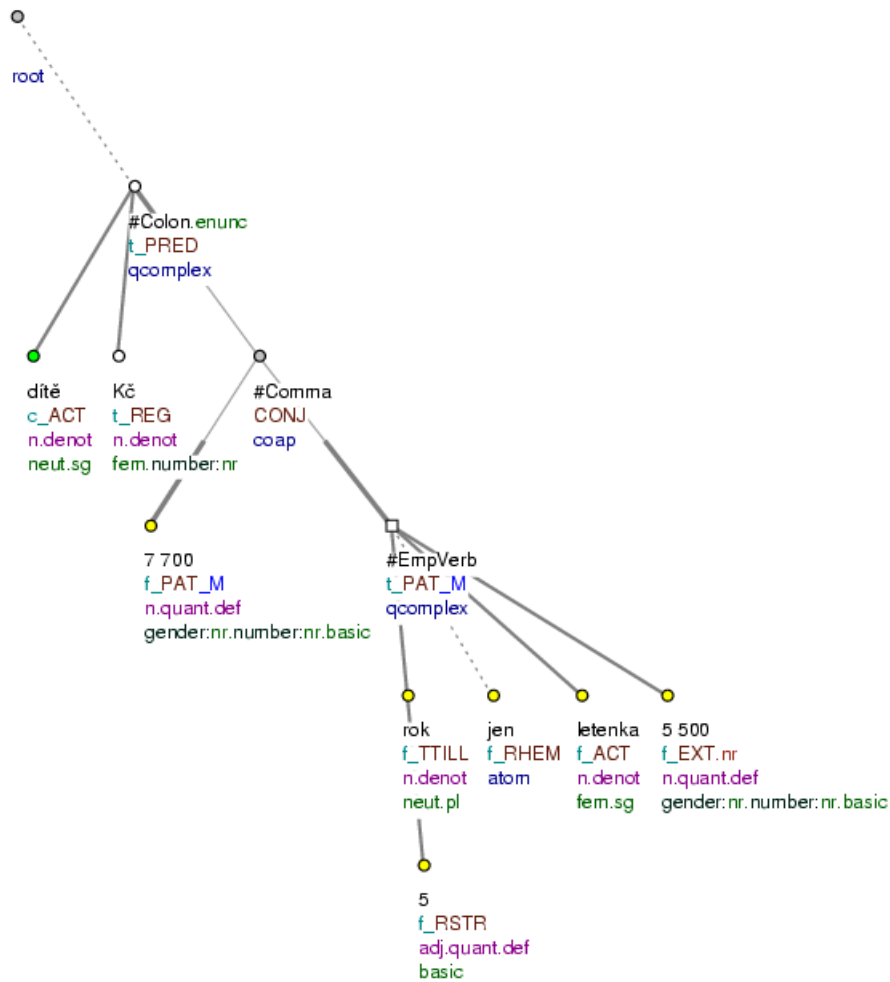 root
#Colon.enunc
t_PRED
qcomplex
dítě
c_ACT
n.denot
neut.sg
Kč
t_REG
n.denot
fem.number:nr
#Comma
CONJ
coap
7 700
f_PAT_M
n.quant.def
gender:nr.number:nr.basic
#EmpVerb
t_PAT_M
qcomplex
rok
f_TTILL
n.denot
neut.pl
jen
f_RHEM
atom
letenka
f_ACT
n.denot
fem.sg
5 500
f_EXT.nr
n.quant.def
gender:nr.number:nr.basic
5
f_RSTR
adj.quant.def
basic